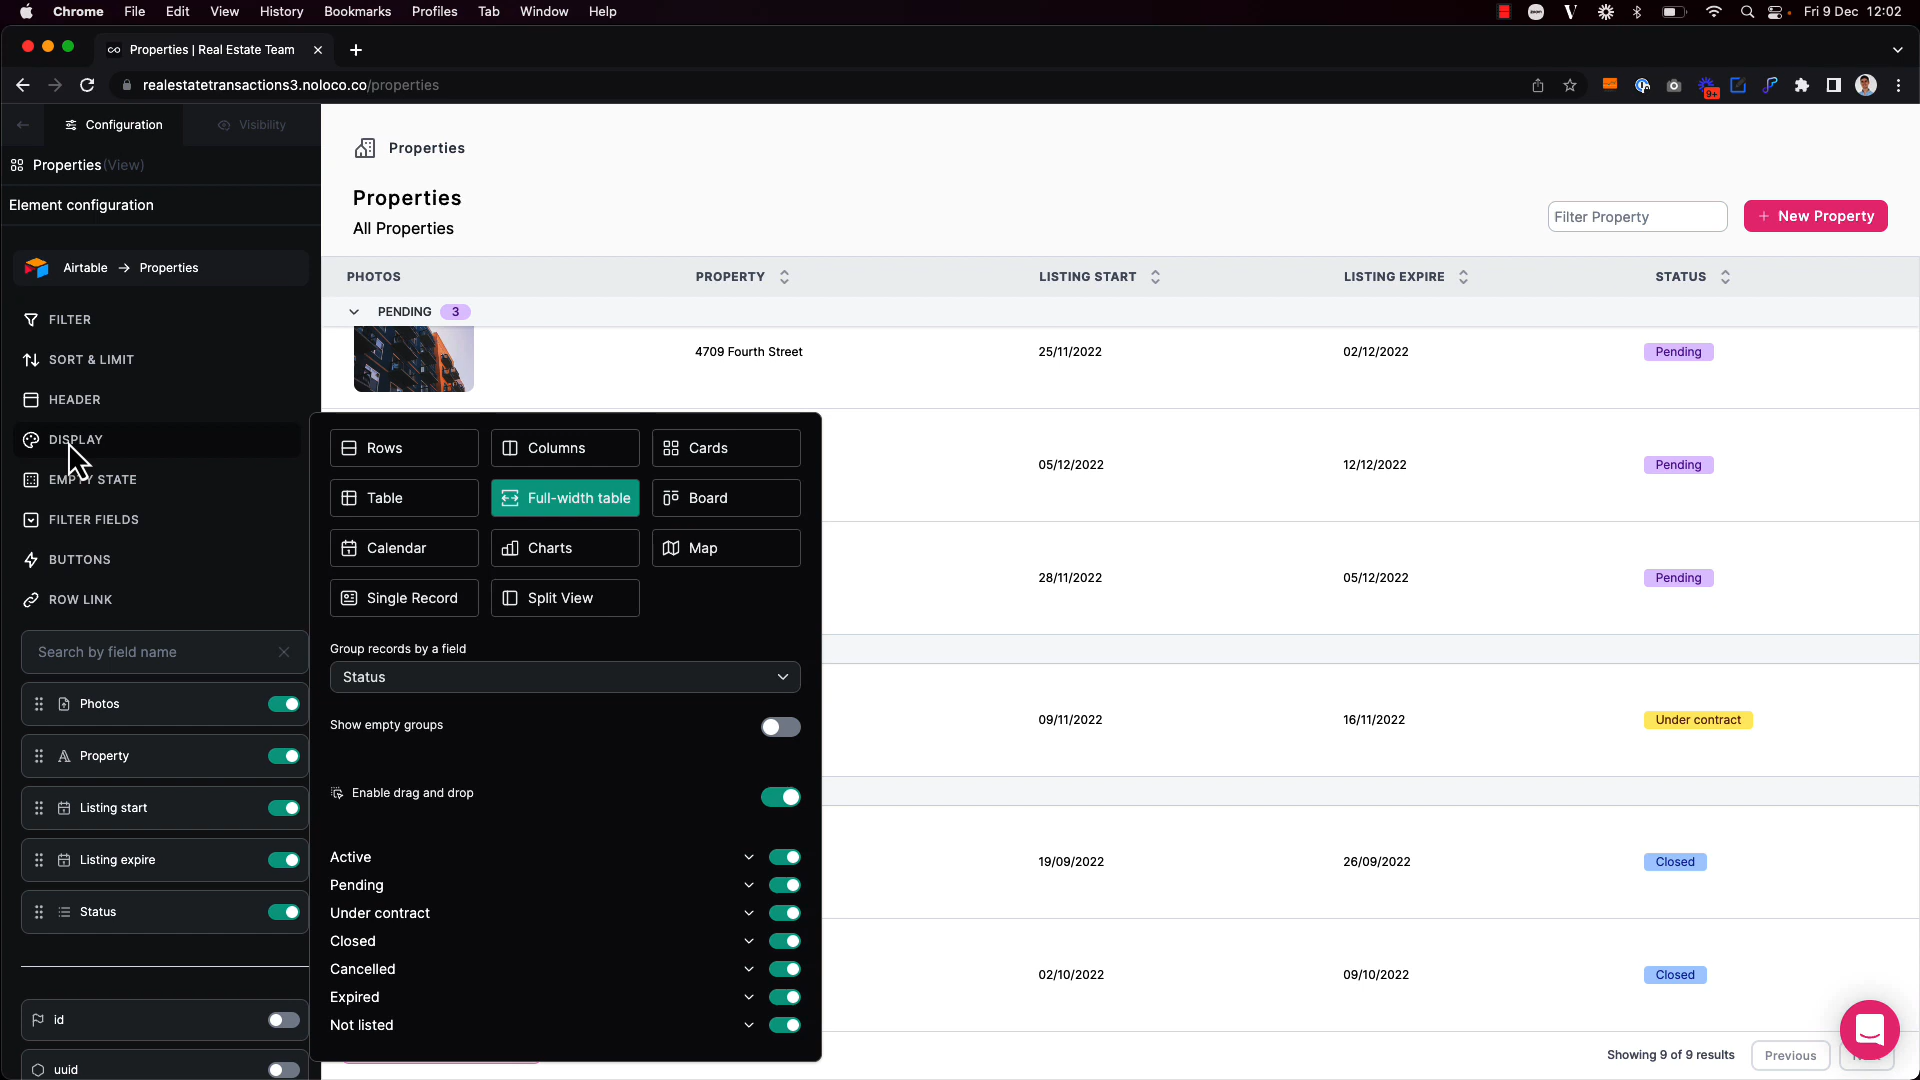 Chrome File Edit View History Bookmarks Profiles Tab Window Help
zoom
Fri 9 Dec 12:02
Properties | Real Estate Team
realestatetransactions3.noloco.co/properties
9+
Configuration
Visibility
Properties (View)
Element configuration
Airtable → Properties
FILTER
SORT & LIMIT
HEADER
DISPLAY
EMPTY STATE
FILTER FIELDS
BUTTONS
ROW LINK
Search by field name
Photos
Property
Listing start
Listing expire
Status
id
uuid
Rows
Columns
Cards
Table
Full-width table
Board
Calendar
Charts
Map
Single Record
Split View
Group records by a field
Status
Show empty groups
Enable drag and drop
Active
Pending
Under contract
Closed
Cancelled
Expired
Not listed
Properties
Properties
All Properties
Filter Property
+ New Property
PHOTOS PROPERTY LISTING START LISTING EXPIRE STATUS
PENDING 3
4709 Fourth Street 25/11/2022 02/12/2022 Pending
05/12/2022 12/12/2022 Pending
28/11/2022 05/12/2022 Pending
09/11/2022 16/11/2022 Under contract
19/09/2022 26/09/2022 Closed
02/10/2022 09/10/2022 Closed
Showing 9 of 9 results
Previous